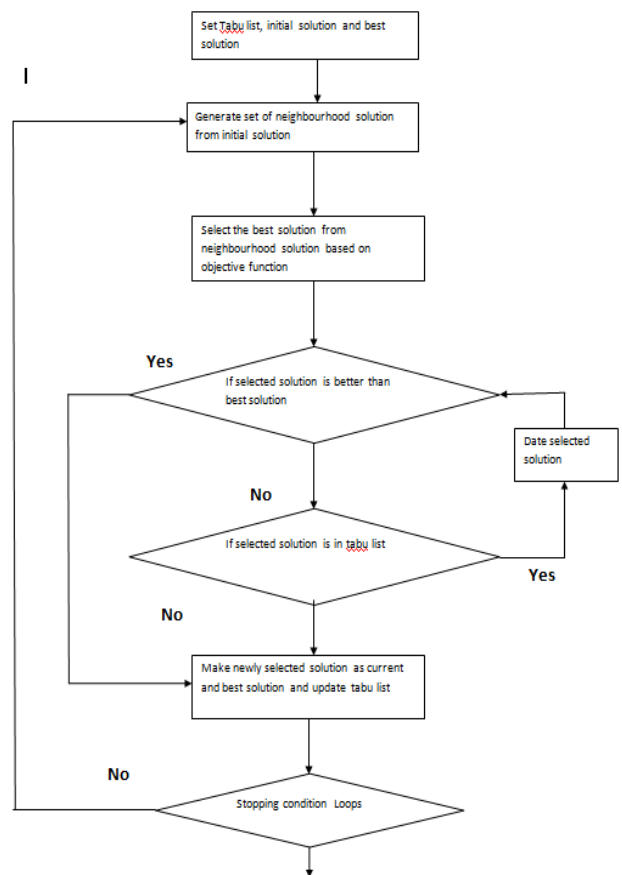 Set Tabu list, initial solution and best
solution
I
Generate set of neighbourhood solution
from initial solution
Select the best solution from
neighbourhood solution based on
objective function
Yes
If selected solution is better than
best solution
Date selected
solution
No
If selected solution is in tabu list
Yes
No
Make newly selected solution as current
and best solution and update tabu list
No
Stopping condition Loops